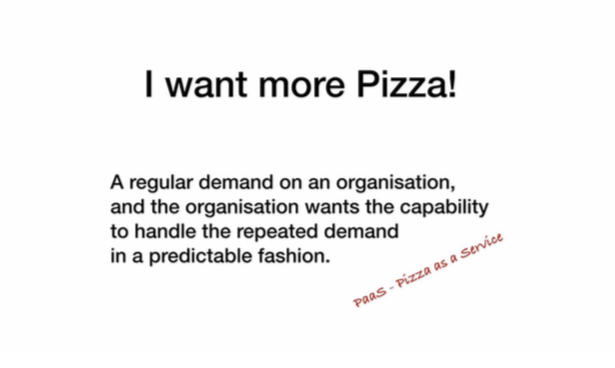 I want more Pizza!
A regular demand on an organisation,
and the organisation wants the capability
to handle the repeated demand
in a predictable fashion.
PaaS - Pizza as a Service